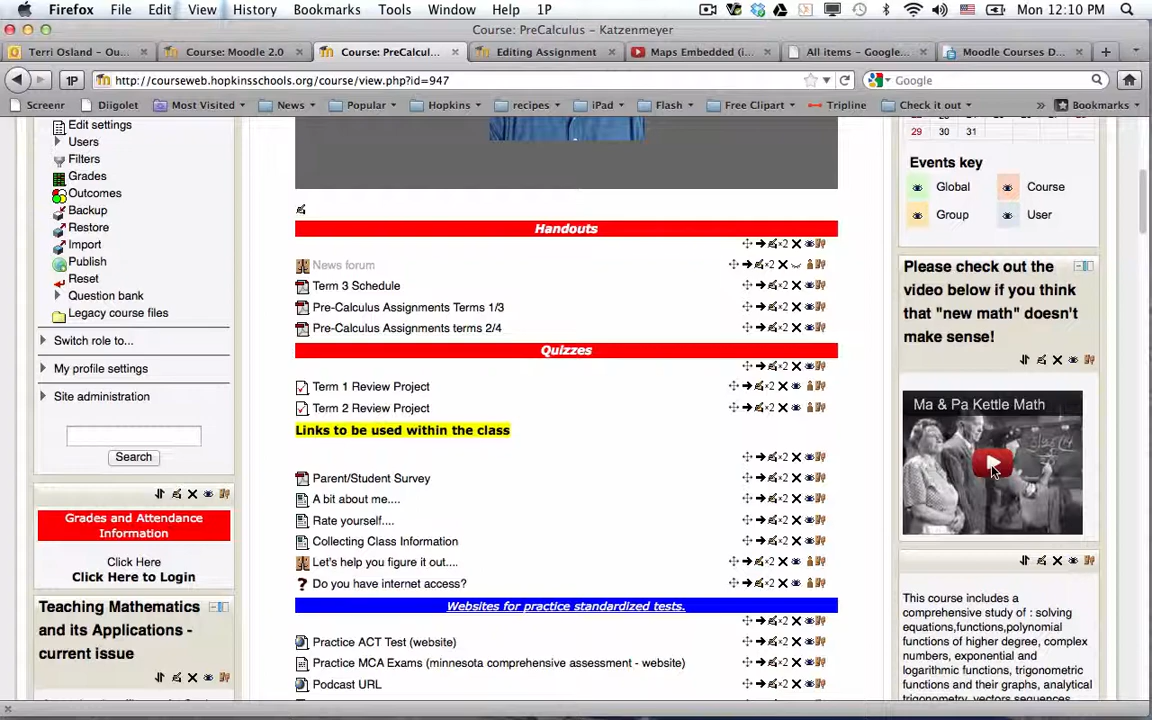 Firefox File Edit View History Bookmarks Tools Window Help 1P Mon 12:10 PM
Course: PreCalculus – Katzenmeyer
Terri Osland - Ou... Course: Moodle 2.0 Course: PreCalcul... Editing Assignment Maps Embedded (i... All items – Google... Moodle Courses D...
1P http://courseweb.hopkinsschools.org/course/view.php?id=947 Google
Screenr Diigolet Most Visited News Popular Hopkins recipes iPad Flash Free Clipart Tripline Check it out » Bookmarks
Edit settings
Users
Filters
Grades
Outcomes
Backup
Restore
Import
Publish
Reset
Question bank
Legacy course files
Switch role to...
My profile settings
Site administration
Search
Grades and Attendance
Information
Click Here
Click Here to Login
Teaching Mathematics
and its Applications -
current issue
Handouts
News forum
Term 3 Schedule
Pre-Calculus Assignments Terms 1/3
Pre-Calculus Assignments terms 2/4
Quizzes
Term 1 Review Project
Term 2 Review Project
Links to be used within the class
Parent/Student Survey
A bit about me....
Rate yourself....
Collecting Class Information
Let's help you figure it out....
Do you have internet access?
Websites for practice standardized tests.
Practice ACT Test (website)
Practice MCA Exams (minnesota comprehensive assessment - website)
Podcast URL
29 30 31
Events key
Global Course
Group User
Please check out the
video below if you think
that "new math" doesn't
make sense!
Ma & Pa Kettle Math
This course includes a
comprehensive study of : solving
equations,functions,polynomial
functions of higher degree, complex
numbers, exponential and
logarithmic functions, trigonometric
functions and their graphs, analytical
trigonometry, vectors sequences